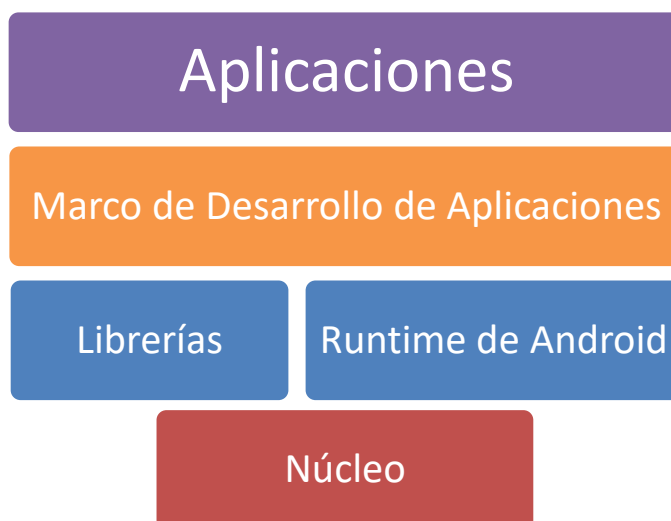 Aplicaciones
Marco de Desarrollo de Aplicaciones
Librerías
Runtime de Android
Núcleo